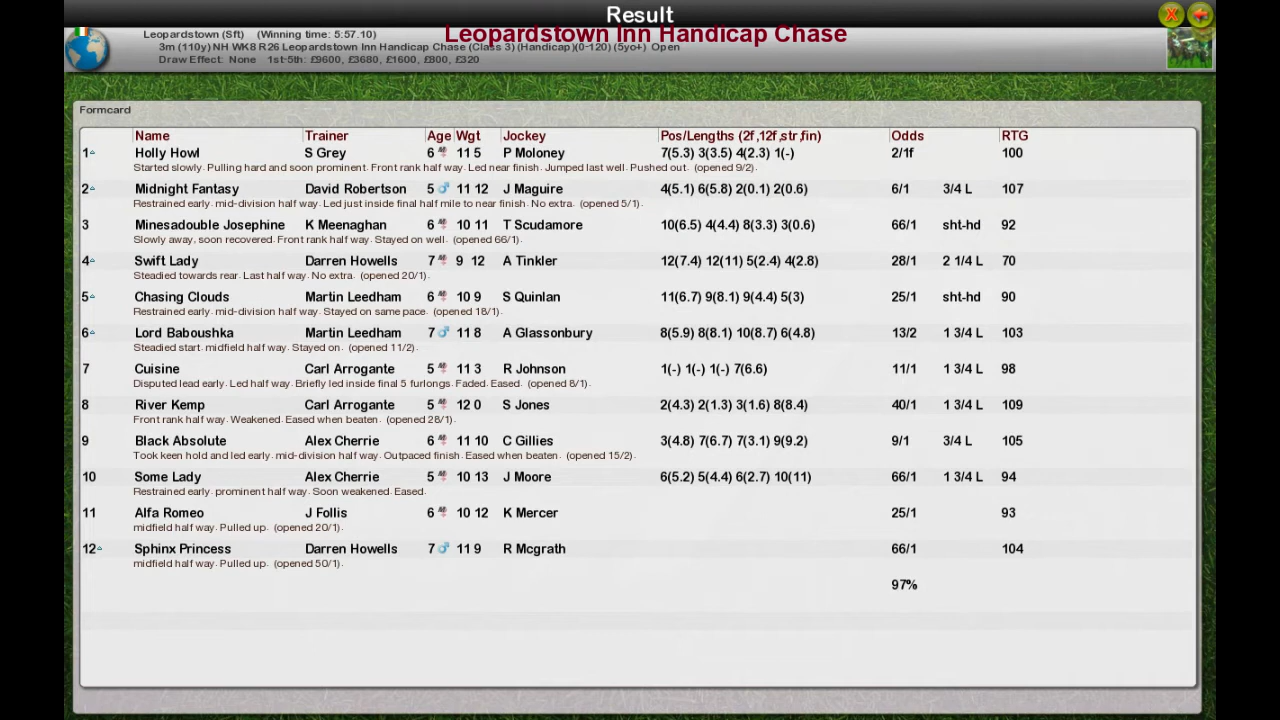 Result
Leopardstown Inn Handicap Chase
Leopardstown (Sft) (Winning time: 5:57.10)
3m (110y) NH WK8 R26 Leopardstown Inn Handicap Chase (Class 3) (Handicap)(0-120) (5yo+) Open
Draw Effect: None 1st-5th: £9600, £3680, £1600, £800, £320
Formcard
Name Trainer Age Wgt Jockey Pos/Lengths (2f,12f,str,fin) Odds RTG
1 Holly Howl S Grey 6 11 5 P Moloney 7(5.3) 3(3.5) 4(2.3) 1(-) 2/1f 100
Started slowly. Pulling hard and soon prominent. Front rank half way. Led near finish. Jumped last well. Pushed out. (opened 9/2).
2 Midnight Fantasy David Robertson 5 11 12 J Maguire 4(5.1) 6(5.8) 2(0.1) 2(0.6) 6/1 3/4 L 107
Restrained early. mid-division half way. Led just inside final half mile to near finish. No extra. (opened 5/1).
3 Minesadouble Josephine K Meenaghan 6 10 11 T Scudamore 10(6.5) 4(4.4) 8(3.3) 3(0.6) 66/1 sht-hd 92
Slowly away, soon recovered. Front rank half way. Stayed on well. (opened 66/1).
4 Swift Lady Darren Howells 7 9 12 A Tinkler 12(7.4) 12(11) 5(2.4) 4(2.8) 28/1 2 1/4 L 70
Steadied towards rear. Last half way. No extra. (opened 20/1).
5 Chasing Clouds Martin Leedham 6 10 9 S Quinlan 11(6.7) 9(8.1) 9(4.4) 5(3) 25/1 sht-hd 90
Restrained early. mid-division half way. Stayed on same pace. (opened 18/1).
6 Lord Baboushka Martin Leedham 7 11 8 A Glassonbury 8(5.9) 8(8.1) 10(8.7) 6(4.8) 13/2 1 3/4 L 103
Steadied start. midfield half way. Stayed on. (opened 11/2).
7 Cuisine Carl Arrogante 5 11 3 R Johnson 1(-) 1(-) 1(-) 7(6.6) 11/1 1 3/4 L 98
Disputed lead early. Led half way. Briefly led inside final 5 furlongs. Faded. Eased. (opened 8/1).
8 River Kemp Carl Arrogante 5 12 0 S Jones 2(4.3) 2(1.3) 3(1.6) 8(8.4) 40/1 1 3/4 L 109
Front rank half way. Weakened. Eased when beaten. (opened 28/1).
9 Black Absolute Alex Cherrie 6 11 10 C Gillies 3(4.8) 7(6.7) 7(3.1) 9(9.2) 9/1 3/4 L 105
Took keen hold and led early. mid-division half way. Outpaced finish. Eased when beaten. (opened 15/2).
10 Some Lady Alex Cherrie 5 10 13 J Moore 6(5.2) 5(4.4) 6(2.7) 10(11) 66/1 1 3/4 L 94
Restrained early. prominent half way. Soon weakened. Eased.
11 Alfa Romeo J Follis 6 10 12 K Mercer 25/1 93
midfield half way. Pulled up. (opened 20/1).
12 Sphinx Princess Darren Howells 7 11 9 R Mcgrath 66/1 104
midfield half way. Pulled up. (opened 50/1).
97%